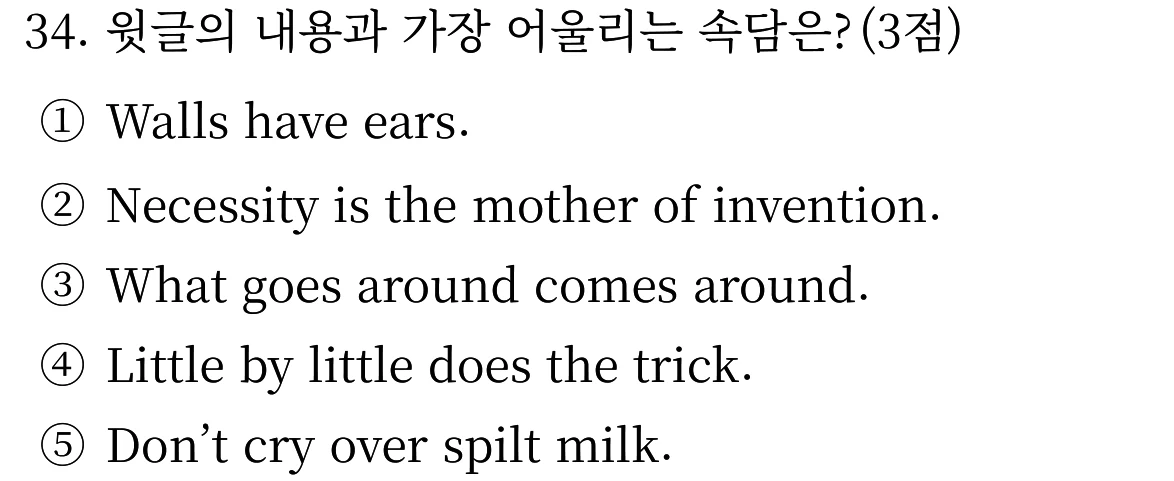 34. 윗글의 내용과 가장 어울리는 속담은?(3점)
① Walls have ears.
② Necessity is the mother of invention.
③ What goes around comes around.
④ Little by little does the trick.
⑤ Don’t cry over spilt milk.